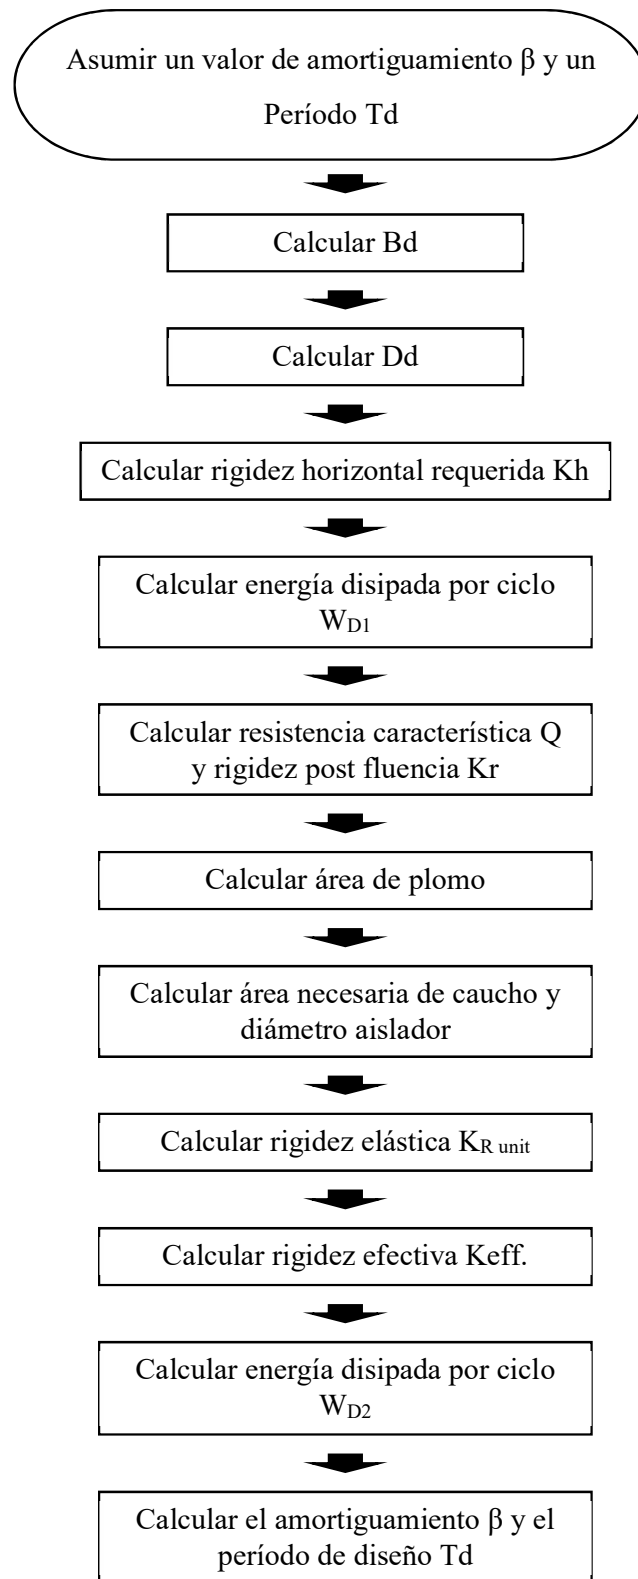 Asumir un valor de amortiguamiento β y un
Período Td
Calcular Bd
Calcular Dd
Calcular rigidez horizontal requerida Kh
Calcular energía disipada por ciclo
W_D1
Calcular resistencia característica Q
y rigidez post fluencia Kr
Calcular área de plomo
Calcular área necesaria de caucho y
diámetro aislador
Calcular rigidez elástica K_R unit
Calcular rigidez efectiva Keff.
Calcular energía disipada por ciclo
W_D2
Calcular el amortiguamiento β y el
período de diseño Td